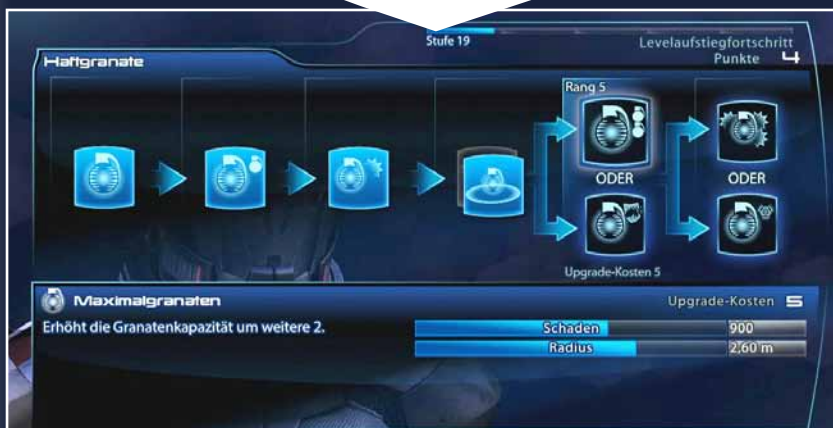 Stufe 19
Levelaufstiegfortschritt
Haftgranate
Punkte 4
Rang 5
ODER
ODER
Upgrade-Kosten 5
Maximalgranaten
Upgrade-Kosten 5
Erhöht die Granatenkapazität um weitere 2.
Schaden 900
Radius 2,60 m